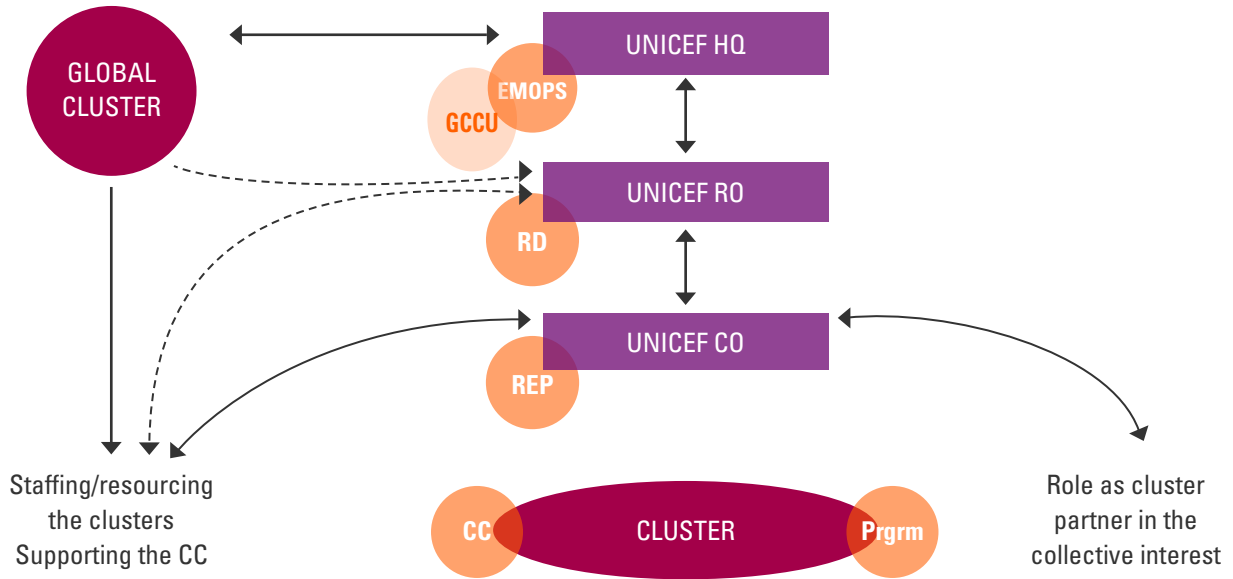 GLOBAL
CLUSTER
UNICEF HQ
EMOPS
GCCU
UNICEF RO
RD
UNICEF CO
REP
Staffing/resourcing
the clusters
Supporting the CC
CC
CLUSTER
Prgrm
Role as cluster
partner in the
collective interest